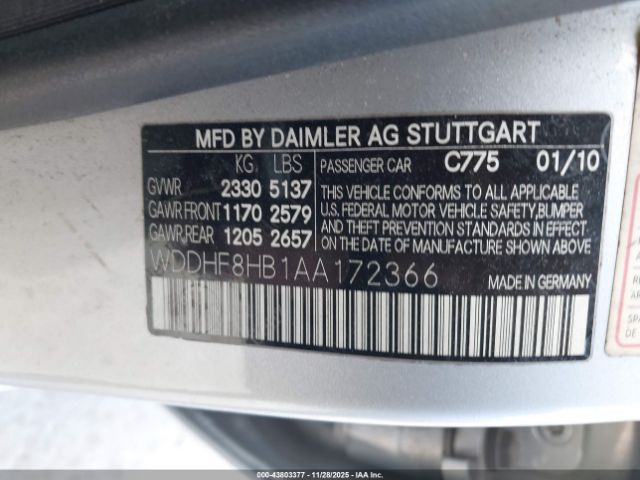 MFD BY DAIMLER AG STUTTGART
KG LBS
GVWR 2330 5137
GAWR FRONT 1170 2579
GAWR,REAR 1205 2657
PASSENGER CAR C775 01/10
THIS VEHICLE CONFORMS TO ALL APPLICABLE
U.S. FEDERAL MOTOR VEHICLE SAFETY,BUMPER
AND THEFT PREVENTION STANDARDS IN EFFECT
ON THE DATE OF MANUFACTURE SHOWN ABOVE.
WDDHF8HB1AA172366
MADE IN GERMANY
SPA
DE
#00-43803377 - 11/28/2025 - IAA Inc.